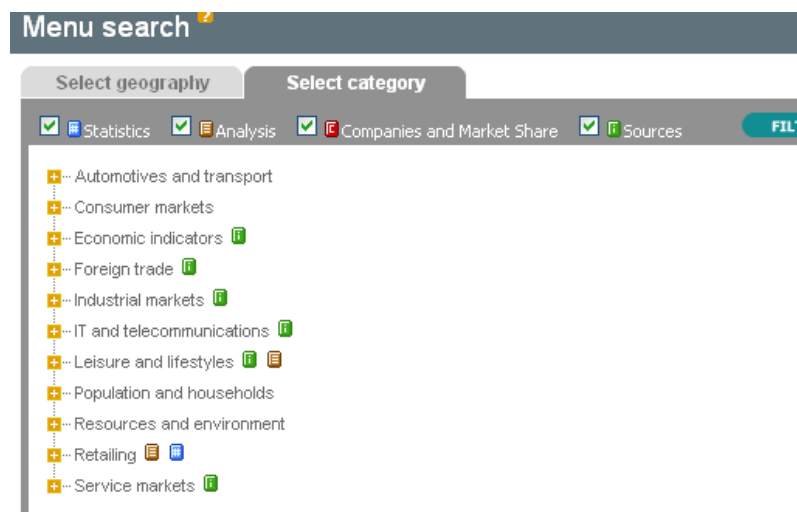 Menu search ?
Select geography Select category
Statistics Analysis Companies and Market Share Sources
Automotives and transport
Consumer markets
Economic indicators
Foreign trade
Industrial markets
IT and telecommunications
Leisure and lifestyles
Population and households
Resources and environment
Retailing
Service markets